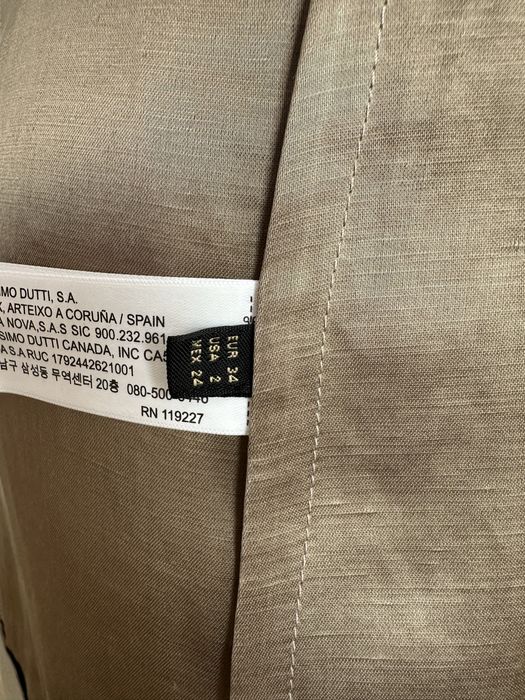 MO DUTTI, S.A.
, ARTEIXO A CORUÑA / SPAIN
A NOVA,S.A.S SIC 900.232.961
SIMO DUTTI CANADA, INC CA5
A S.A RUC 1792442621001
남구 삼성동 무역센터 20층 080-500
RN 119227
EUR 34
USA 2
MEX 24